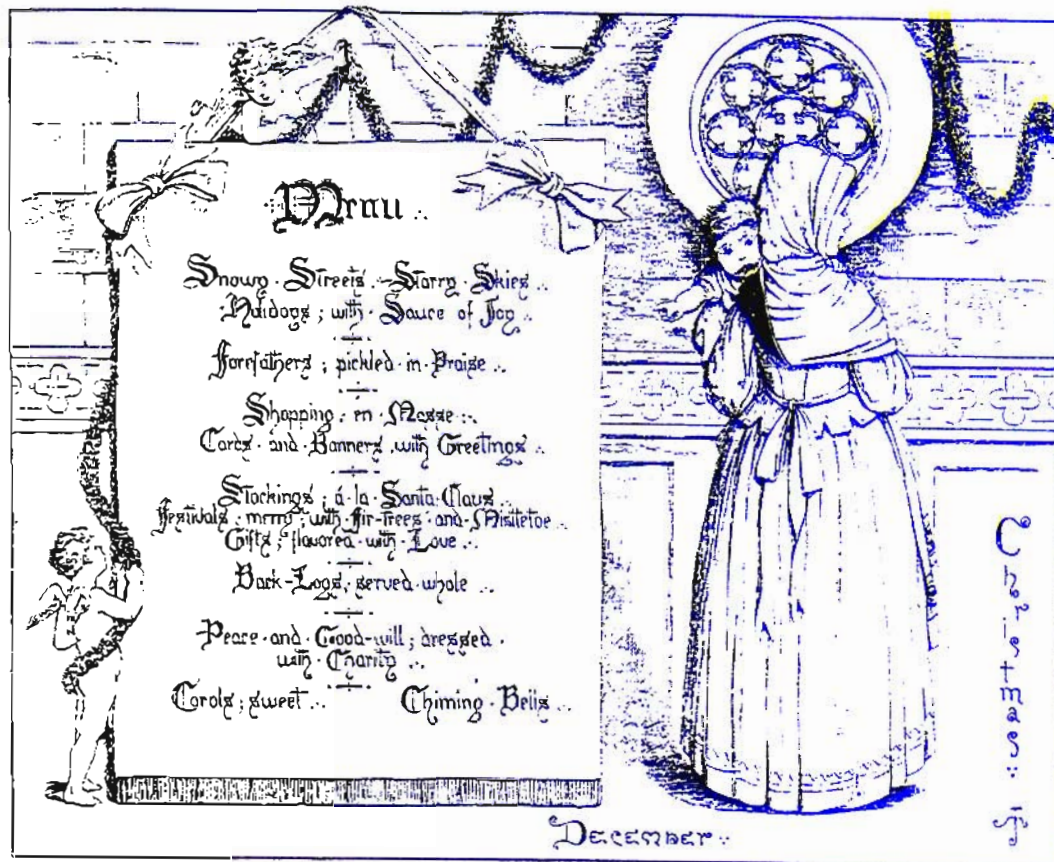 Menu
Snowy · Streets · Starry · Skies
Holidays ; with · Sauce of Joy
Forefathers ; pickled · in · Praise
Shopping · en · Masse
Cards · and · Banners , with Greetings
Stockings ; á · la · Santa Claus
Festivals ; merry ; with · Fir-Trees · and · Mistletoe
Gifts ; flavored · with · Love
Back-Logs ; served whole
Peace · and · Good-will ; dressed ·
with · Charity
Carols ; sweet
Chiming · Bells
Christmas
December